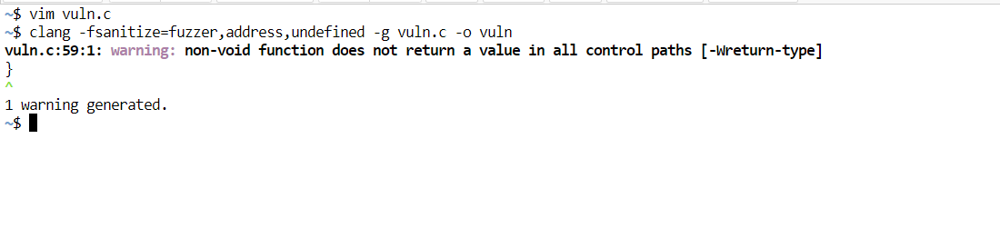 ~$ vim vuln.c
~$ clang -fsanitize=fuzzer,address,undefined -g vuln.c -o vuln
vuln.c:59:1: warning: non-void function does not return a value in all control paths [-Wreturn-type]
}
^
1 warning generated.
~$